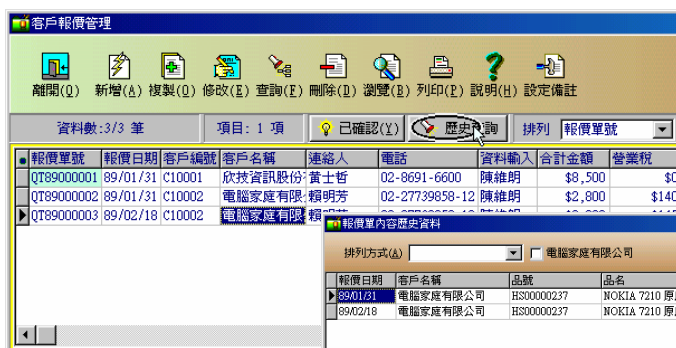 客戶報價管理
離開(Q) 新增(A) 複製(O) 修改(E) 查詢(F) 刪除(D) 瀏覽(B) 列印(P) 說明(H) 設定備註
資料數:3/3 筆 項目: 1 項 已確認(Y) 歷史查詢 排列 報價單號
報價單號 報價日期 客戶編號 客戶名稱 連絡人 電話 資料輸入 合計金額 營業稅
QT89000001 89/01/31 C10001 欣技資訊股份 黃士哲 02-8691-6600 陳維朗 $8,500 $0
QT89000002 89/01/31 C10002 電腦家庭有限 賴明芳 02-27739858-12 陳維朗 $2,800 $140
QT89000003 89/02/18 C10002 電腦家庭有限
報價單內容歷史資料
排列方式(A) 電腦家庭有限公司
報價日期 客戶名稱 品號 品名
89/01/31 電腦家庭有限公司 HS00000237 NOKIA 7210 原
89/02/18 電腦家庭有限公司 HS00000237 NOKIA 7210 原